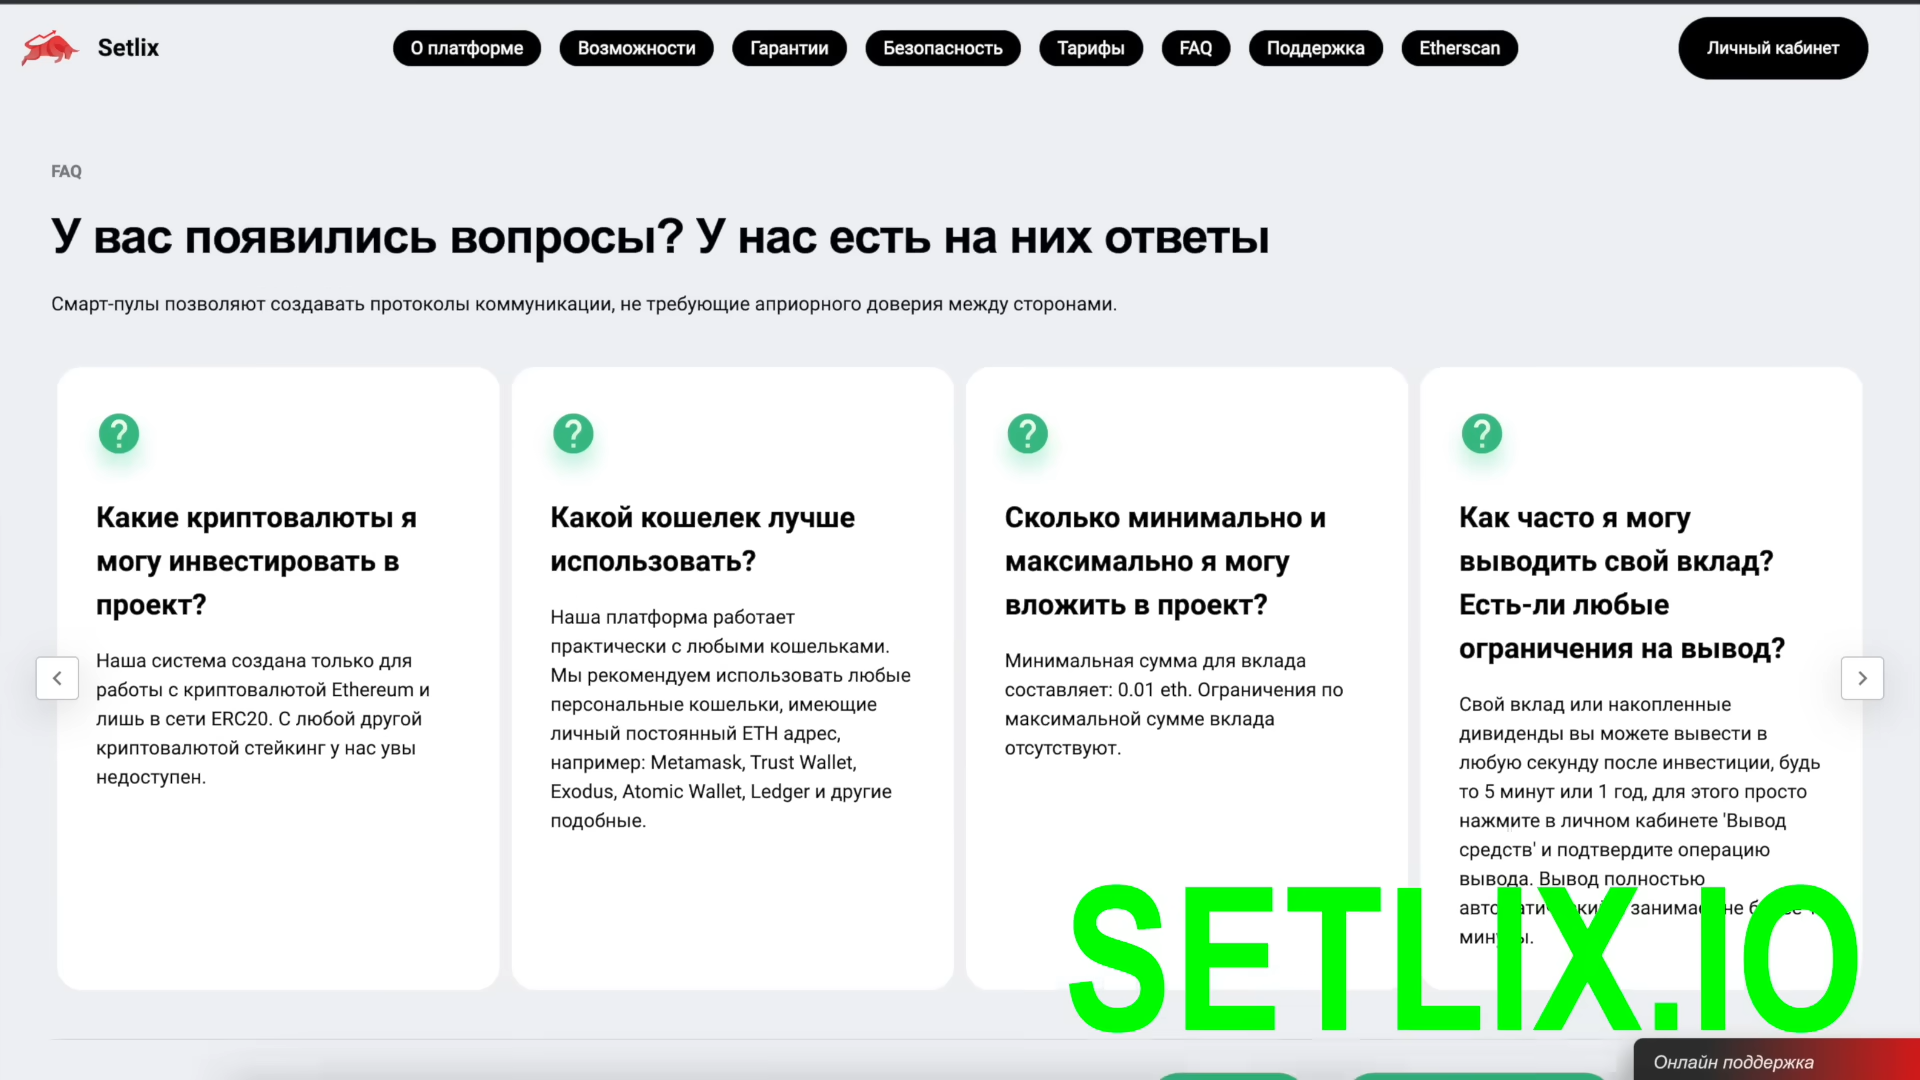 Setlix
О платформе
Возможности
Гарантии
Безопасность
Тарифы
FAQ
Поддержка
Etherscan
Личный кабинет
FAQ
У вас появились вопросы? У нас есть на них ответы
Смарт-пулы позволяют создавать протоколы коммуникации, не требующие априорного доверия между сторонами.
Какие криптовалюты я
могу инвестировать в
проект?
Наша система создана только для
работы с криптовалютой Ethereum и
лишь в сети ERC20. С любой другой
криптовалютой стейкинг у нас увы
недоступен.
Какой кошелек лучше
использовать?
Наша платформа работает
практически с любыми кошельками.
Мы рекомендуем использовать любые
персональные кошельки, имеющие
личный постоянный ETH адрес,
например: Metamask, Trust Wallet,
Exodus, Atomic Wallet, Ledger и другие
подобные.
Сколько минимально и
максимально я могу
вложить в проект?
Минимальная сумма для вклада
составляет: 0.01 eth. Ограничения по
максимальной сумме вклада
отсутствуют.
Как часто я могу
выводить свой вклад?
Есть-ли любые
ограничения на вывод?
Свой вклад или накопленные
дивиденды вы можете вывести в
любую секунду после инвестиции, будь
то 5 минут или 1 год, для этого просто
нажмите в личном кабинете 'Вывод
средств' и подтвердите операцию
вывода. Вывод полностью
не
SETLIX.IO
Онлайн поддержка